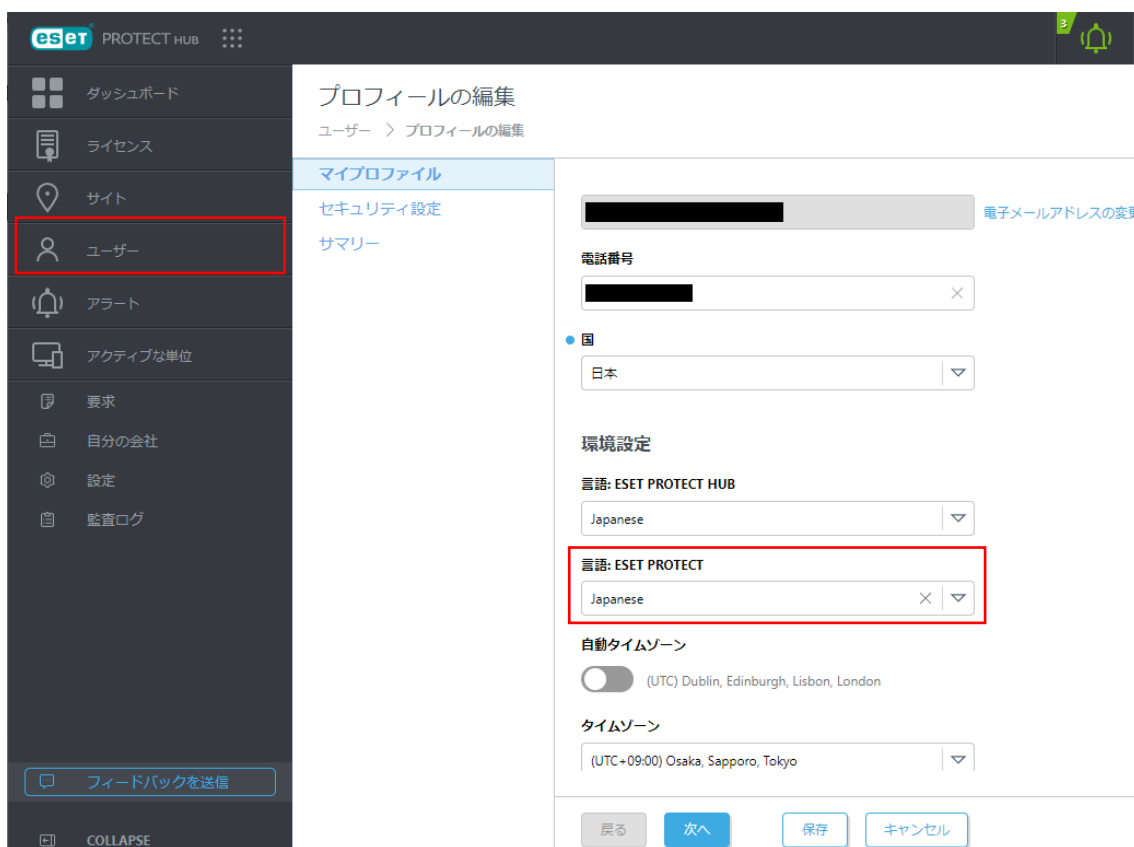 eset PROTECT HUB
3
ダッシュボード
ライセンス
サイト
ユーザー
アラート
アクティブな単位
要求
自分の会社
設定
監査ログ
フィードバックを送信
COLLAPSE
プロフィールの編集
ユーザー > プロフィールの編集
マイプロファイル
セキュリティ設定
サマリー
電子メールアドレスの変更
電話番号
国
日本
環境設定
言語: ESET PROTECT HUB
Japanese
言語: ESET PROTECT
Japanese
自動タイムゾーン
(UTC) Dublin, Edinburgh, Lisbon, London
タイムゾーン
(UTC+09:00) Osaka, Sapporo, Tokyo
戻る
次へ
保存
キャンセル